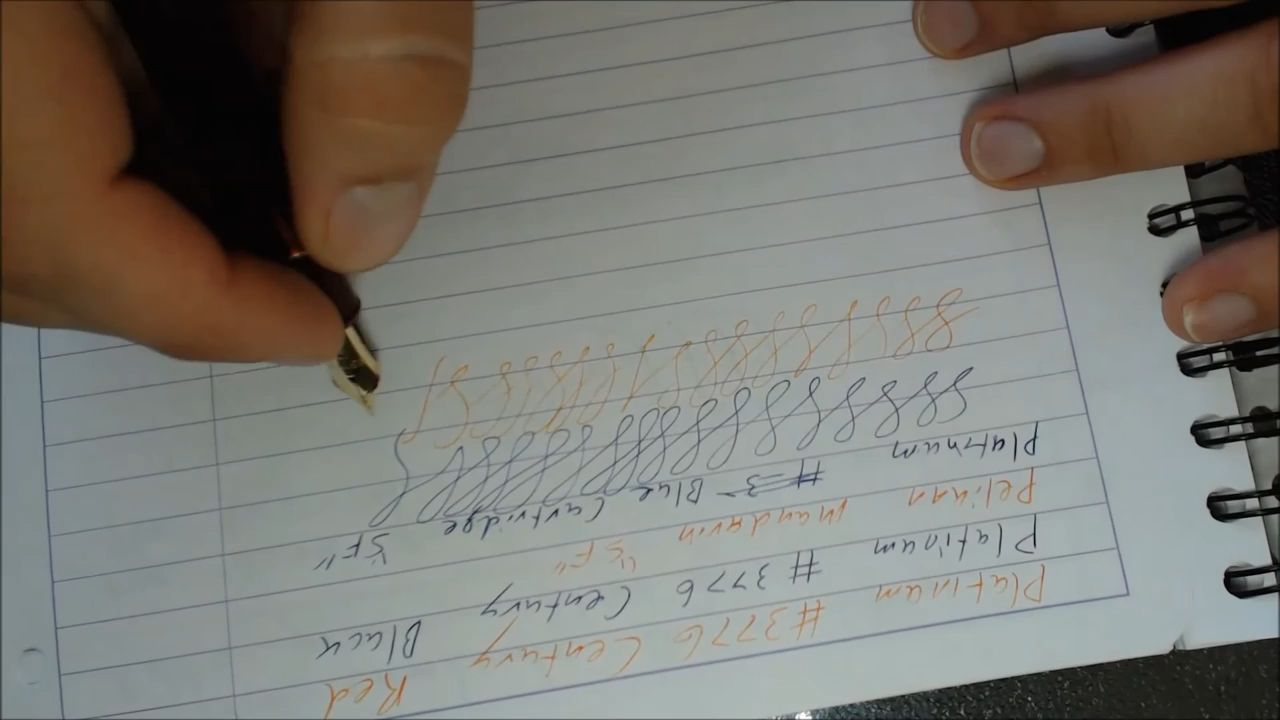 Platinum #3776 Century Red
Platinum #3776 Century Black
Pelikan mandarin "SF"
Platinum #3- Blue Cartridge "SF"